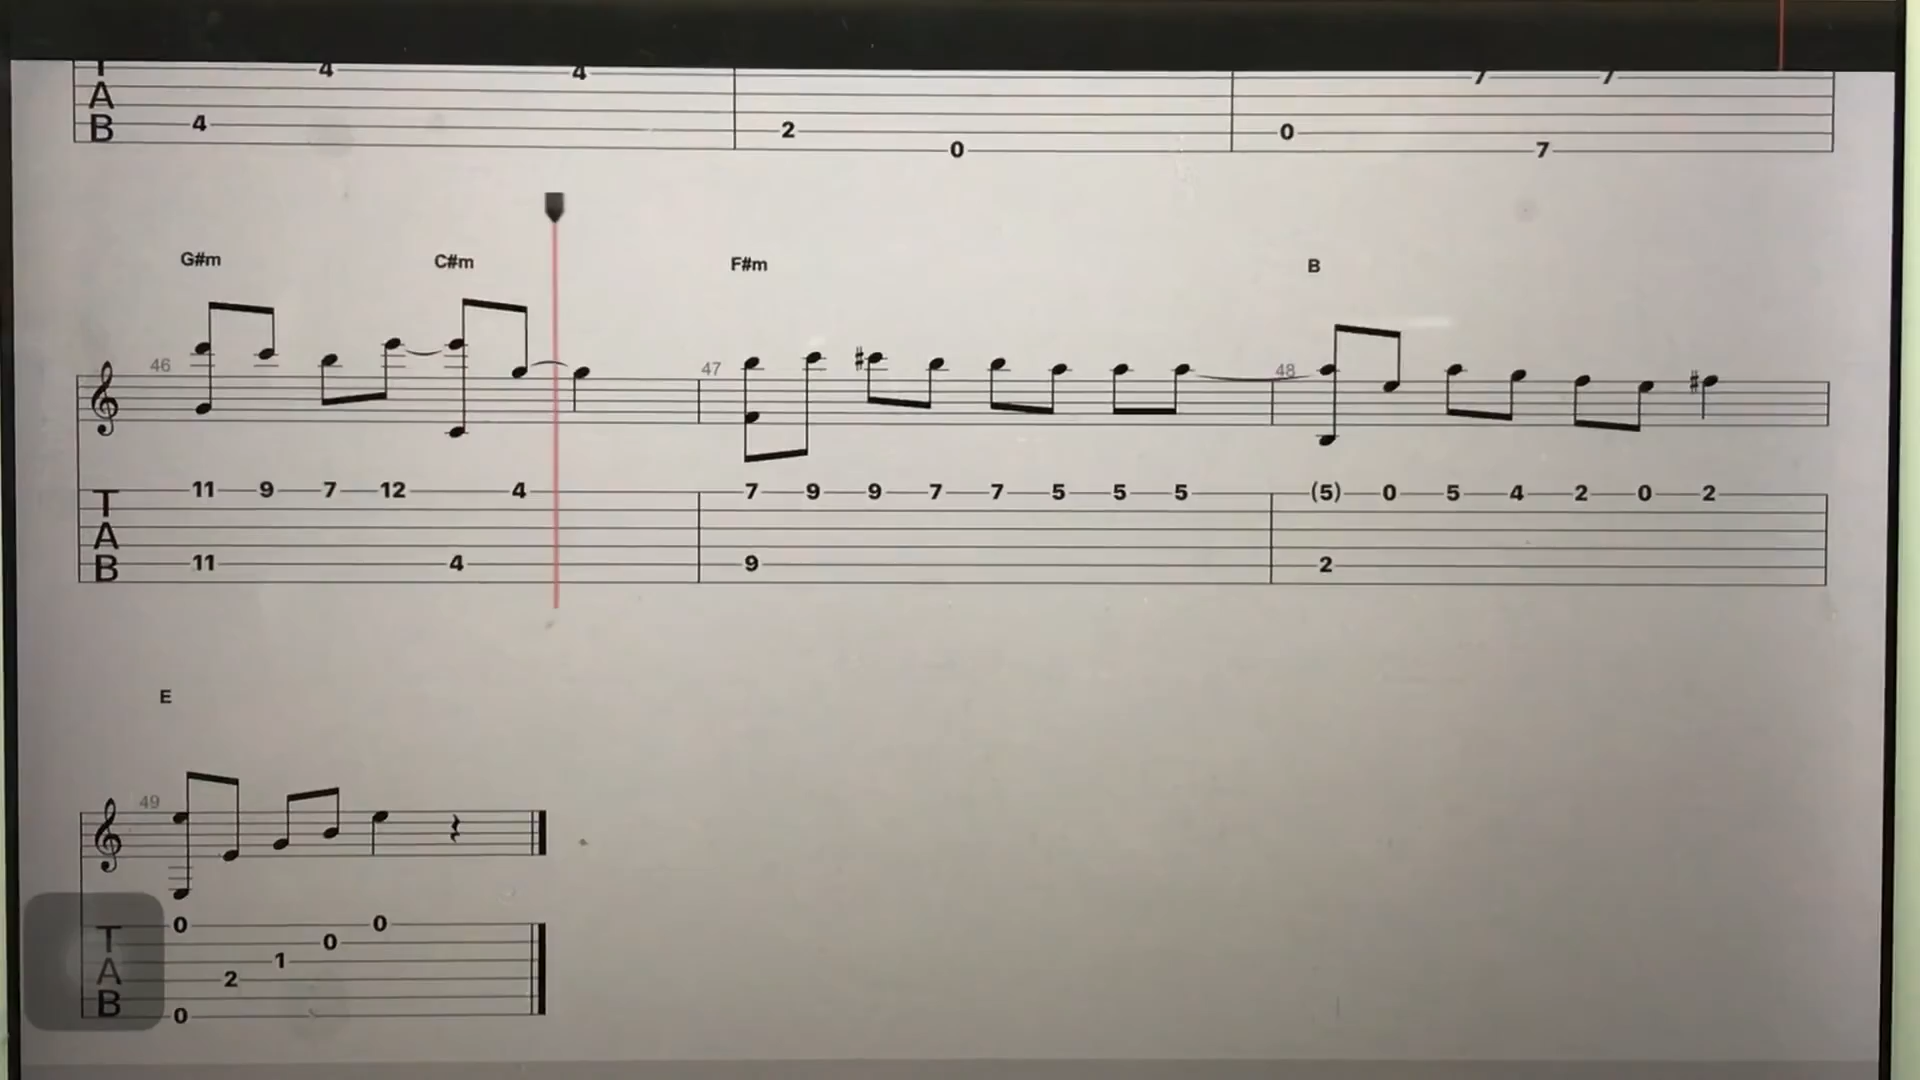 T 4 4 7 7
A
B 4 2 0 0 7
G#m C#m F#m B
46 47 48
T 11 9 7 12 4 7 9 9 7 7 5 5 5 (5) 0 5 4 2 0 2
A
B 11 4 9 2
E
49
0 0
T 0
A 1
2
B
0